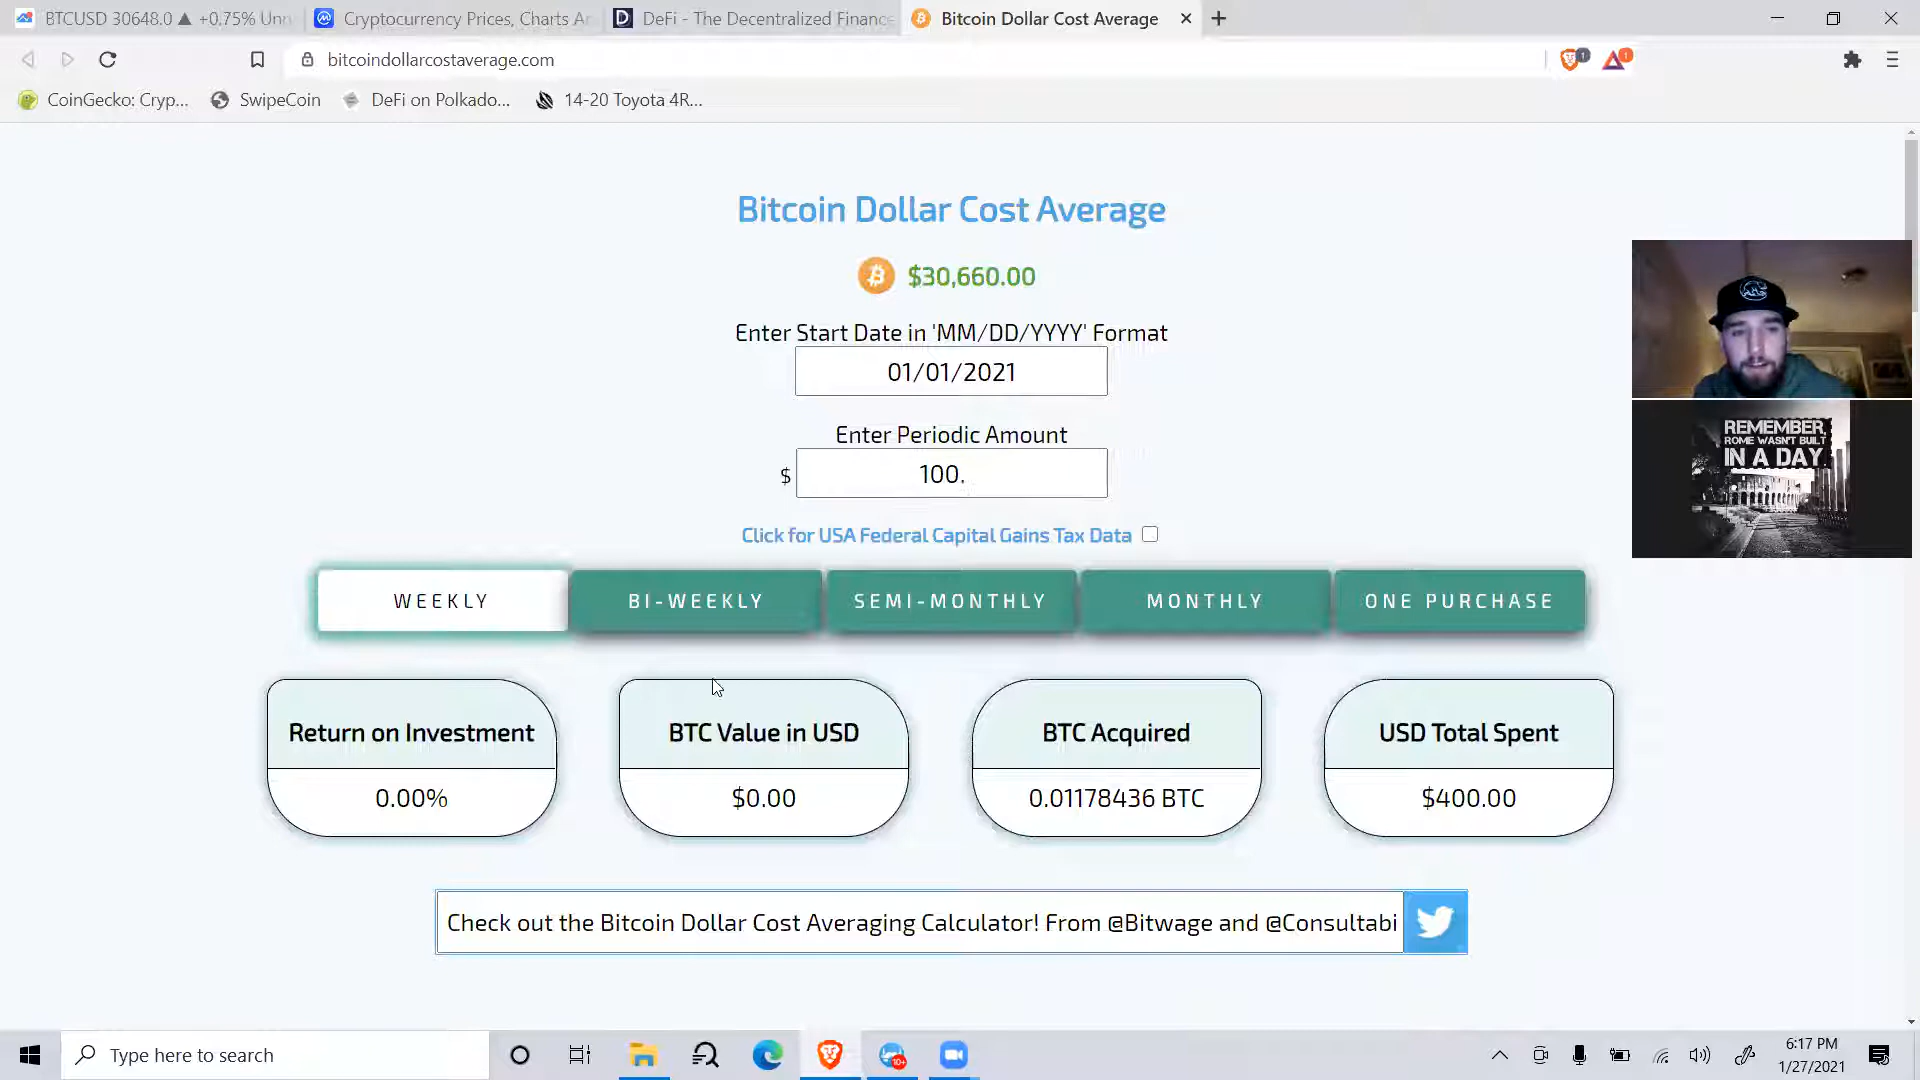 BTCUSD 30648.0 ▲ +0.75% Unn
Cryptocurrency Prices, Charts An
DeFi - The Decentralized Finance
Bitcoin Dollar Cost Average
bitcoindollarcostaverage.com
1
1
CoinGecko: Cryp...
SwipeCoin
DeFi on Polkado...
14-20 Toyota 4R...
Bitcoin Dollar Cost Average
$30,660.00
Enter Start Date in 'MM/DD/YYYY' Format
01/01/2021
Enter Periodic Amount
$ 100.
Click for USA Federal Capital Gains Tax Data
WEEKLY
BI-WEEKLY
SEMI-MONTHLY
MONTHLY
ONE PURCHASE
Return on Investment
0.00%
BTC Value in USD
$0.00
BTC Acquired
0.01178436 BTC
USD Total Spent
$400.00
Check out the Bitcoin Dollar Cost Averaging Calculator! From @Bitwage and @Consultabi
REMEMBER,
ROME WASN'T BUILT
IN A DAY
Type here to search
10+
6:17 PM
1/27/2021